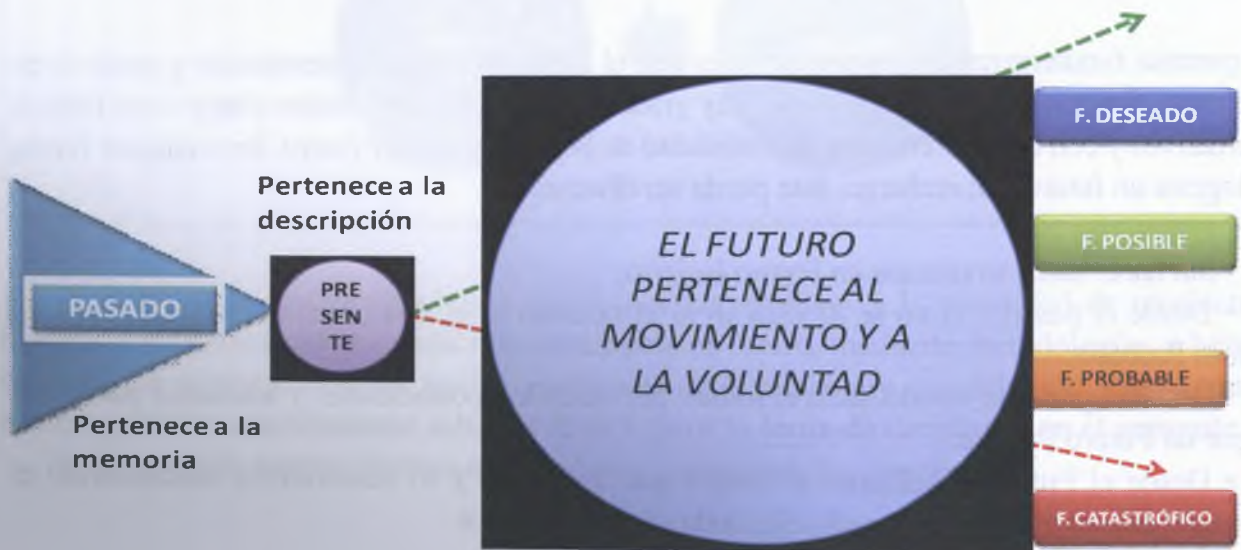 PASADO
Pertenece a la
memoria
Pertenece a la
descripción
PRE
SEN
TE
EL FUTURO
PERTENECE AL
MOVIMIENTO Y A
LA VOLUNTAD
F. DESEADO
F. POSIBLE
F. PROBABLE
F. CATASTRÓFICO